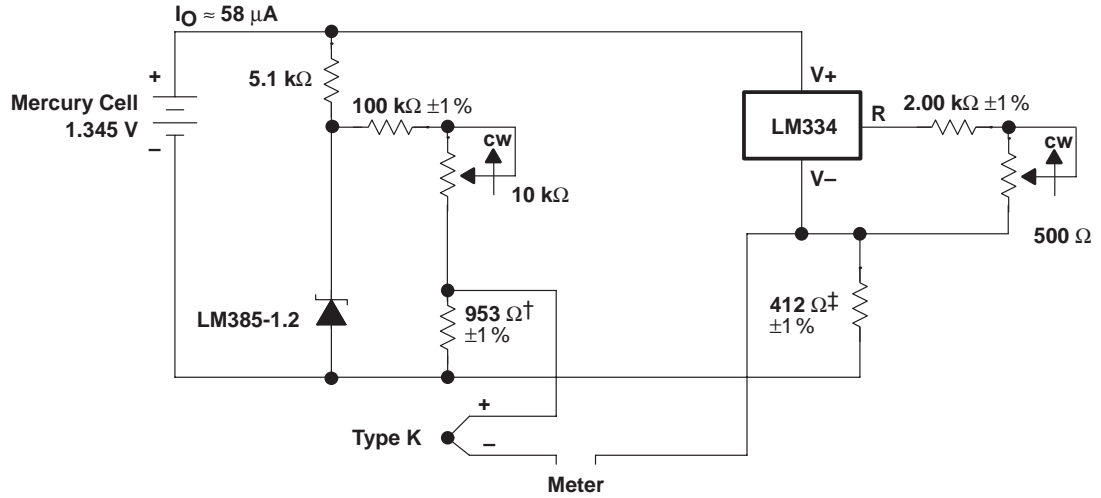 I_O ≈ 58 μA
+
Mercury Cell
1.345 V
–
5.1 kΩ
100 kΩ ±1%
cw
10 kΩ
LM385-1.2
953 Ω†
±1%
V+
LM334
R
V–
2.00 kΩ ±1%
cw
500 Ω
412 Ω‡
±1%
Type K
+
–
Meter